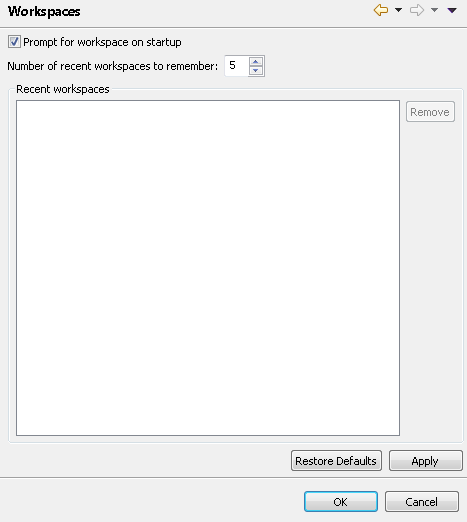 Workspaces
Prompt for workspace on startup
Number of recent workspaces to remember: 5
Recent workspaces
Remove
Restore Defaults Apply
OK Cancel